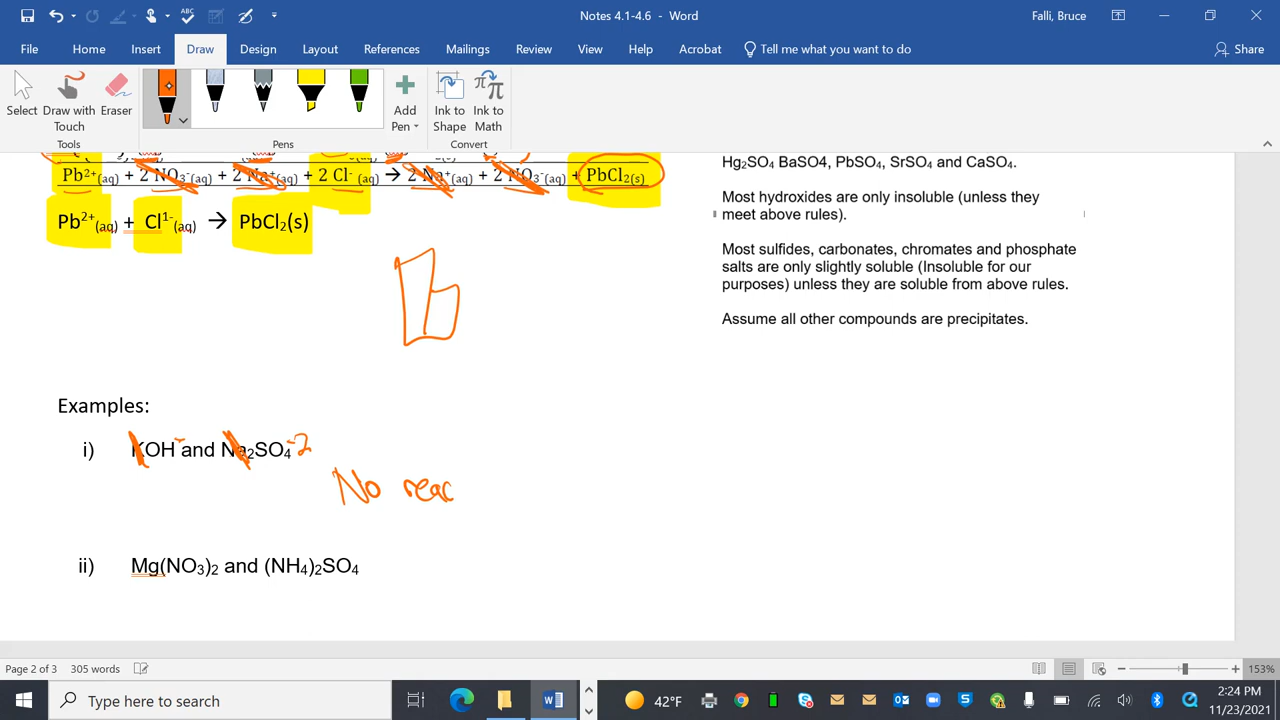 Notes 4.1-4.6 - Word
Falli, Bruce
File Home Insert Draw Design Layout References Mailings Review View Help Acrobat Tell me what you want to do Share
Select Draw with Touch Eraser Add Pen Ink to Shape Ink to Math
Tools Pens Convert
Pb²⁺(aq) + 2 NO₃⁻(aq) + 2 Na⁺(aq) + 2 Cl⁻(aq) → 2 Na⁺(aq) + 2 NO₃⁻(aq) + PbCl₂(s)
Pb²⁺(aq) + Cl¹⁻(aq) → PbCl₂(s)
Examples:
i) KOH⁻ and Na₂SO₄⁻²
No reac
ii) Mg(NO₃)₂ and (NH₄)₂SO₄
Hg₂SO₄ BaSO4, PbSO₄, SrSO₄ and CaSO₄.
Most hydroxides are only insoluble (unless they
meet above rules).
Most sulfides, carbonates, chromates and phosphate
salts are only slightly soluble (Insoluble for our
purposes) unless they are soluble from above rules.
Assume all other compounds are precipitates.
Page 2 of 3 305 words 153%
Type here to search
42°F
2:24 PM
11/23/2021